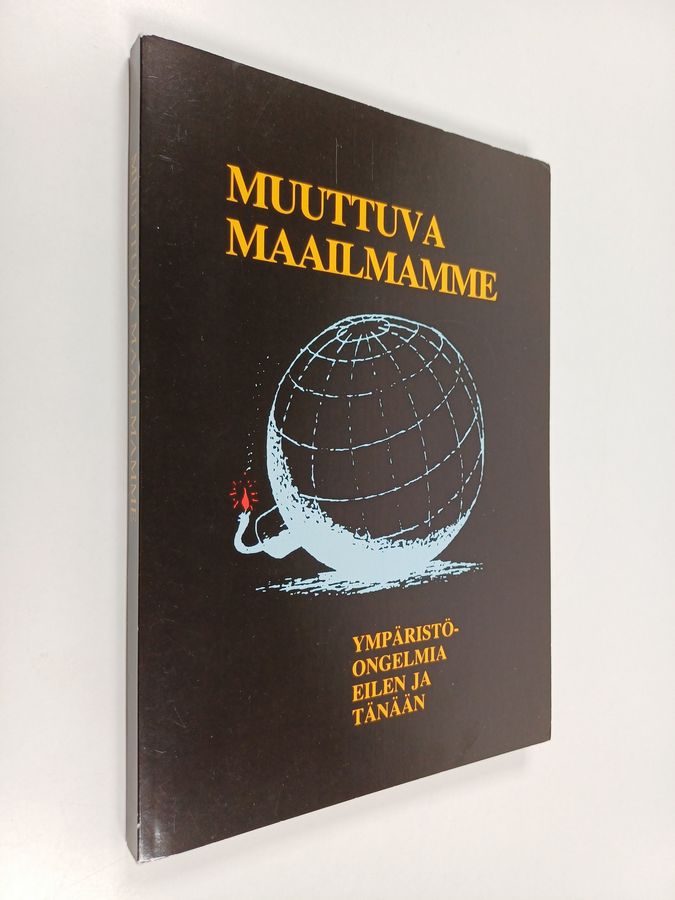 MUUTTUVA
MAAILMAMME
YMPÄRISTÖ-
ONGELMIA
EILEN JA
TÄNÄÄN
MUUTTUVA MAAILMAMME